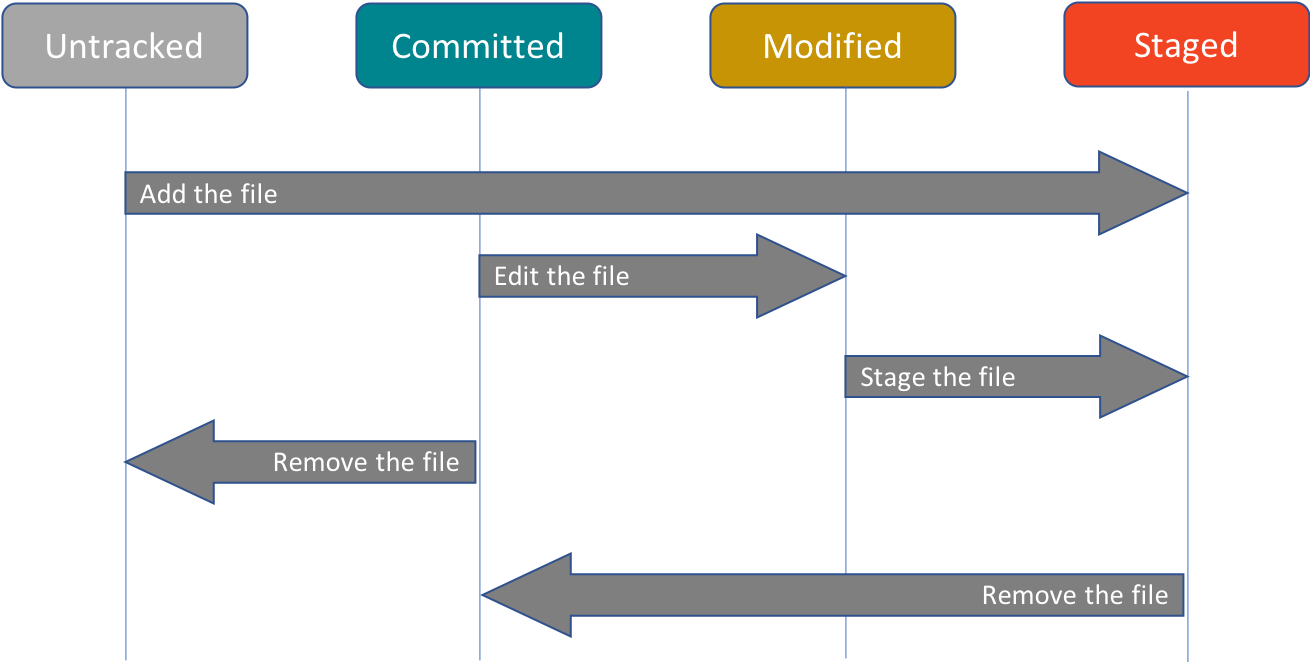 Untracked
Committed
Modified
Staged
Add the file
Edit the file
Stage the file
Remove the file
Remove the file